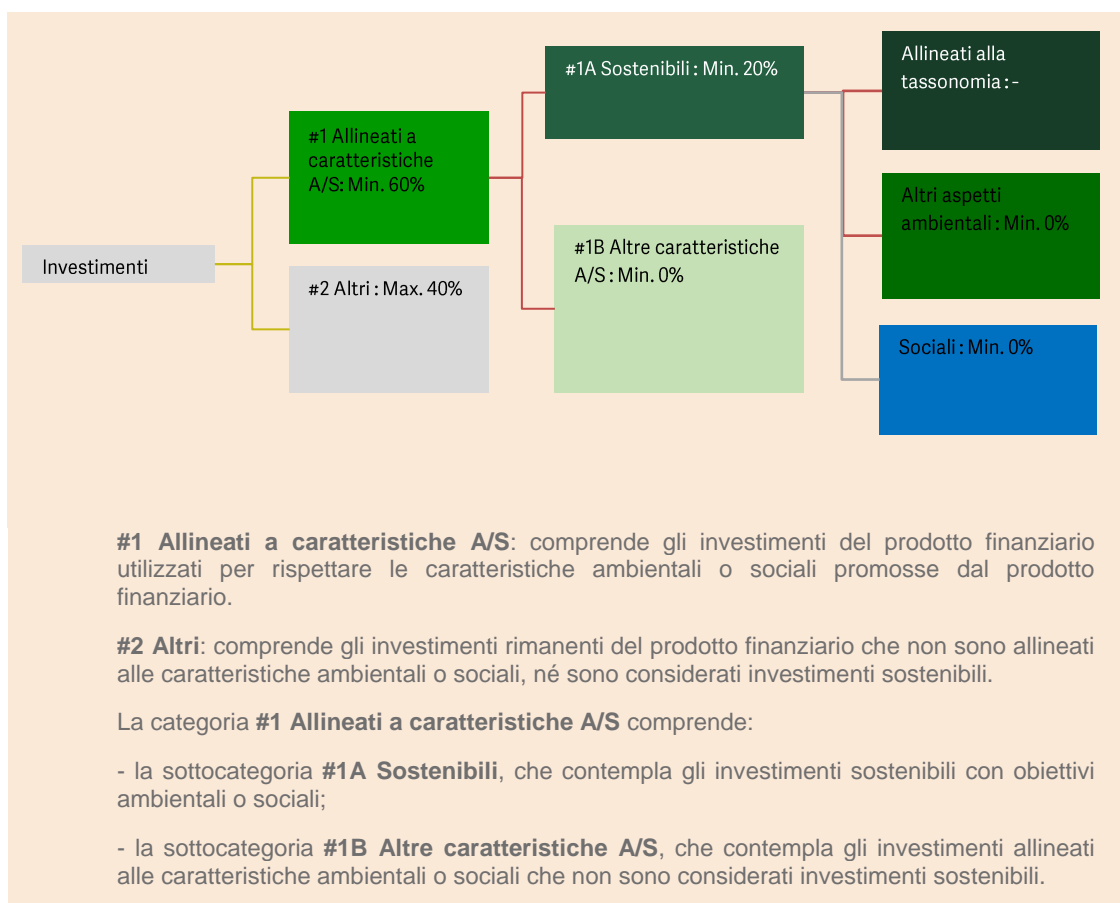 Investimenti
#1 Allineati a
caratteristiche
A/S: Min. 60%
#2 Altri : Max. 40%
#1A Sostenibili : Min. 20%
#1B Altre caratteristiche
A/S : Min. 0%
Allineati alla
tassonomia : -
Altri aspetti
ambientali : Min. 0%
Sociali : Min. 0%
#1 Allineati a caratteristiche A/S: comprende gli investimenti del prodotto finanziario
utilizzati per rispettare le caratteristiche ambientali o sociali promosse dal prodotto
finanziario.
#2 Altri: comprende gli investimenti rimanenti del prodotto finanziario che non sono allineati
alle caratteristiche ambientali o sociali, né sono considerati investimenti sostenibili.
La categoria #1 Allineati a caratteristiche A/S comprende:
- la sottocategoria #1A Sostenibili, che contempla gli investimenti sostenibili con obiettivi
ambientali o sociali;
- la sottocategoria #1B Altre caratteristiche A/S, che contempla gli investimenti allineati
alle caratteristiche ambientali o sociali che non sono considerati investimenti sostenibili.